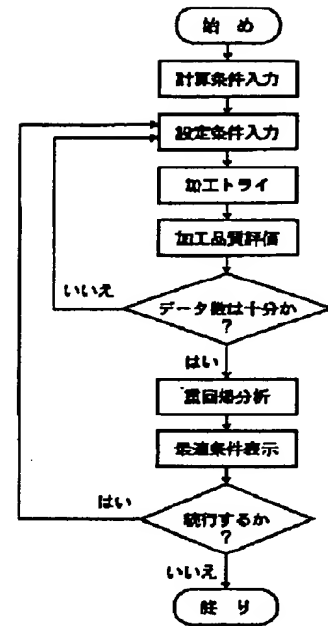 始め
計算条件入力
設定条件入力
加工トライ
加工品質評価
いいえ
データ数は十分か
?
はい
重回帰分析
最適条件表示
はい
続行するか
?
いいえ
終り